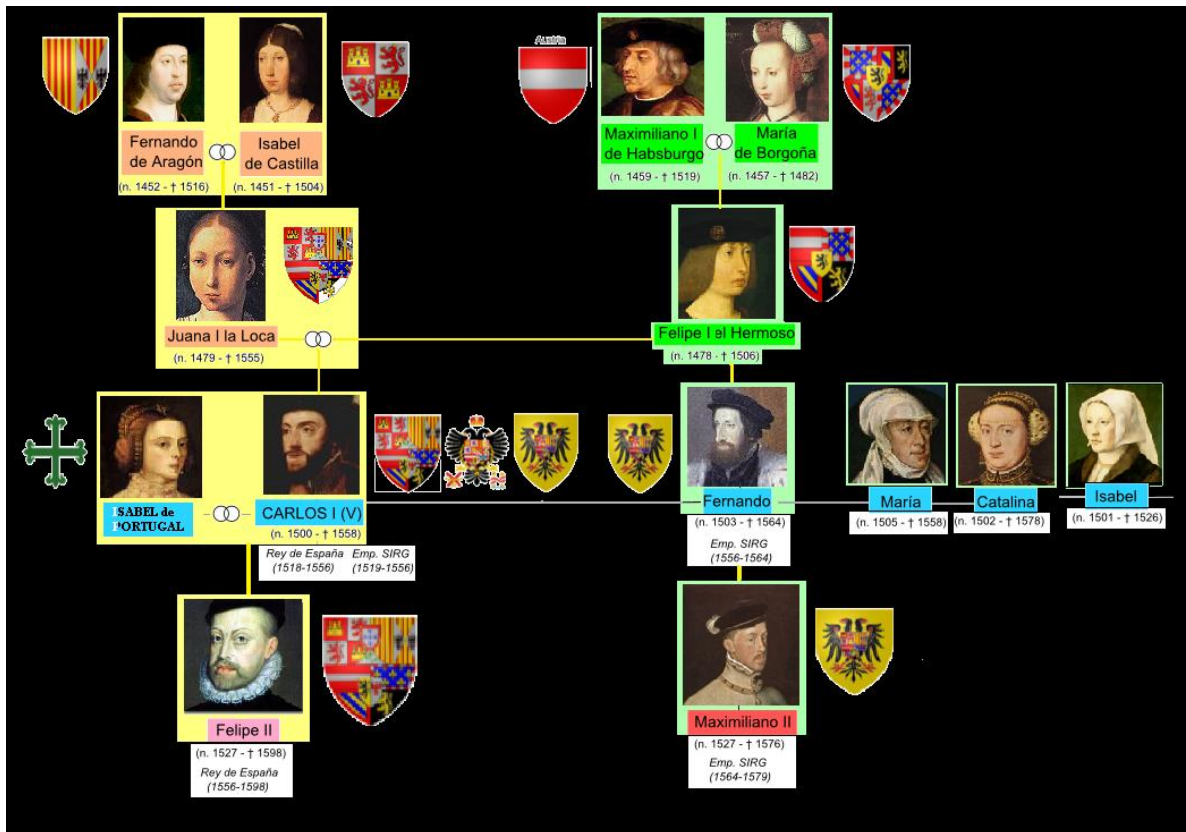 Austria
Fernando
de Aragón
Isabel
de Castilla
Maximiliano I
de Habsburgo
María
de Borgoña
(n. 1452 - † 1516)
(n. 1451 - † 1504)
(n. 1459 - † 1519)
(n. 1457 - † 1482)
Juana I la Loca
(n. 1479 - † 1555)
Felipe I el Hermoso
(n. 1478 - † 1506)
ISABEL de
PORTUGAL
CARLOS I (V)
(n. 1500 - † 1558)
Rey de España
(1518-1556)
Emp. SIRG
(1519-1556)
Fernando
(n. 1503 - † 1564)
Emp. SIRG
(1556-1564)
María
(n. 1505 - † 1558)
Catalina
(n. 1502 - † 1578)
Isabel
(n. 1501 - † 1526)
Felipe II
(n. 1527 - † 1598)
Rey de España
(1556-1598)
Maximiliano II
(n. 1527 - † 1576)
Emp. SIRG
(1564-1579)